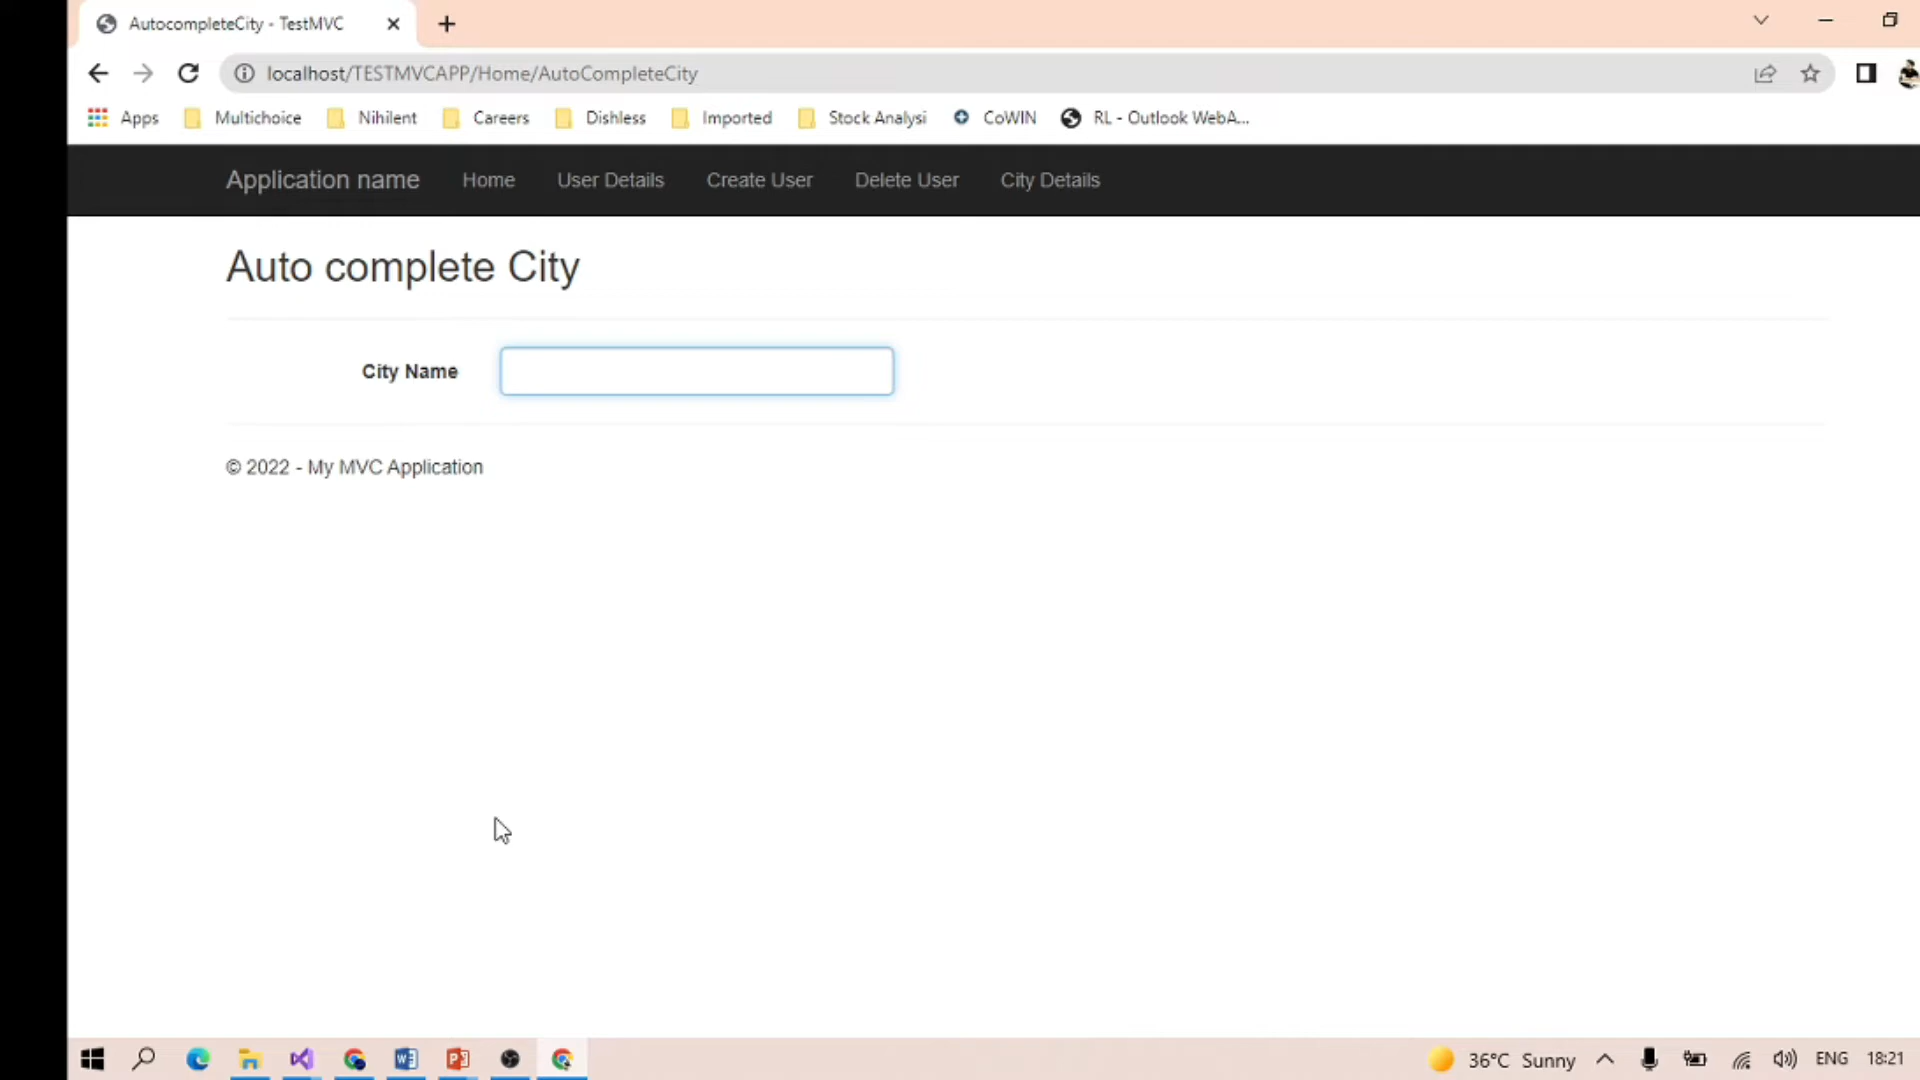 AutocompleteCity - TestMVC
localhost/TESTMVCAPP/Home/AutoCompleteCity
Apps Multichoice Nihilent Careers Dishless Imported Stock Analysi CoWIN RL - Outlook WebA...
Application name Home User Details Create User Delete User City Details
Auto complete City
City Name
© 2022 - My MVC Application
36°C Sunny ENG 18:21